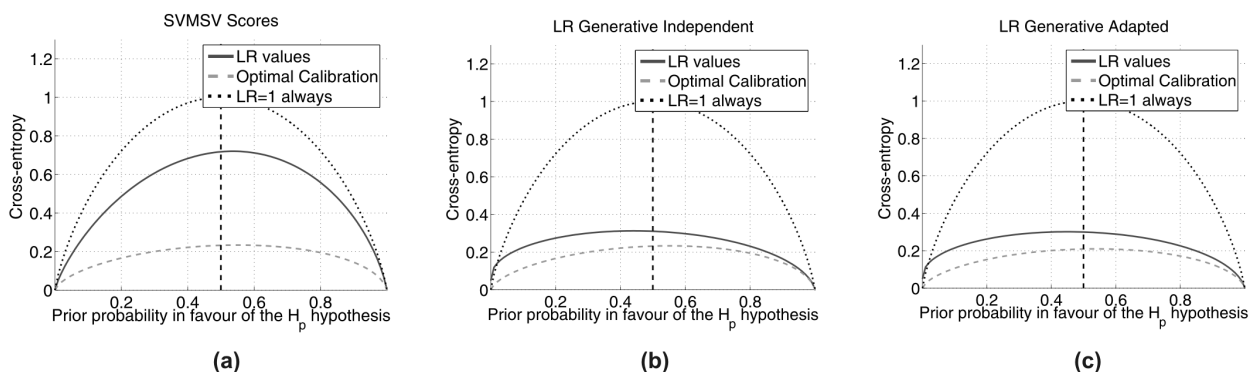 SVMSV Scores
Cross-entropy
1.2
1
0.8
0.6
0.4
0.2
0
0.2
0.4
0.6
0.8
LR values
Optimal Calibration
LR=1 always
Prior probability in favour of the Hp hypothesis
(a)
LR Generative Independent
Cross-entropy
1.2
1
0.8
0.6
0.4
0.2
0
0.2
0.4
0.6
0.8
LR values
Optimal Calibration
LR=1 always
Prior probability in favour of the Hp hypothesis
(b)
LR Generative Adapted
Cross-entropy
1.2
1
0.8
0.6
0.4
0.2
0
0.2
0.4
0.6
0.8
LR values
Optimal Calibration
LR=1 always
Prior probability in favour of the Hp hypothesis
(c)